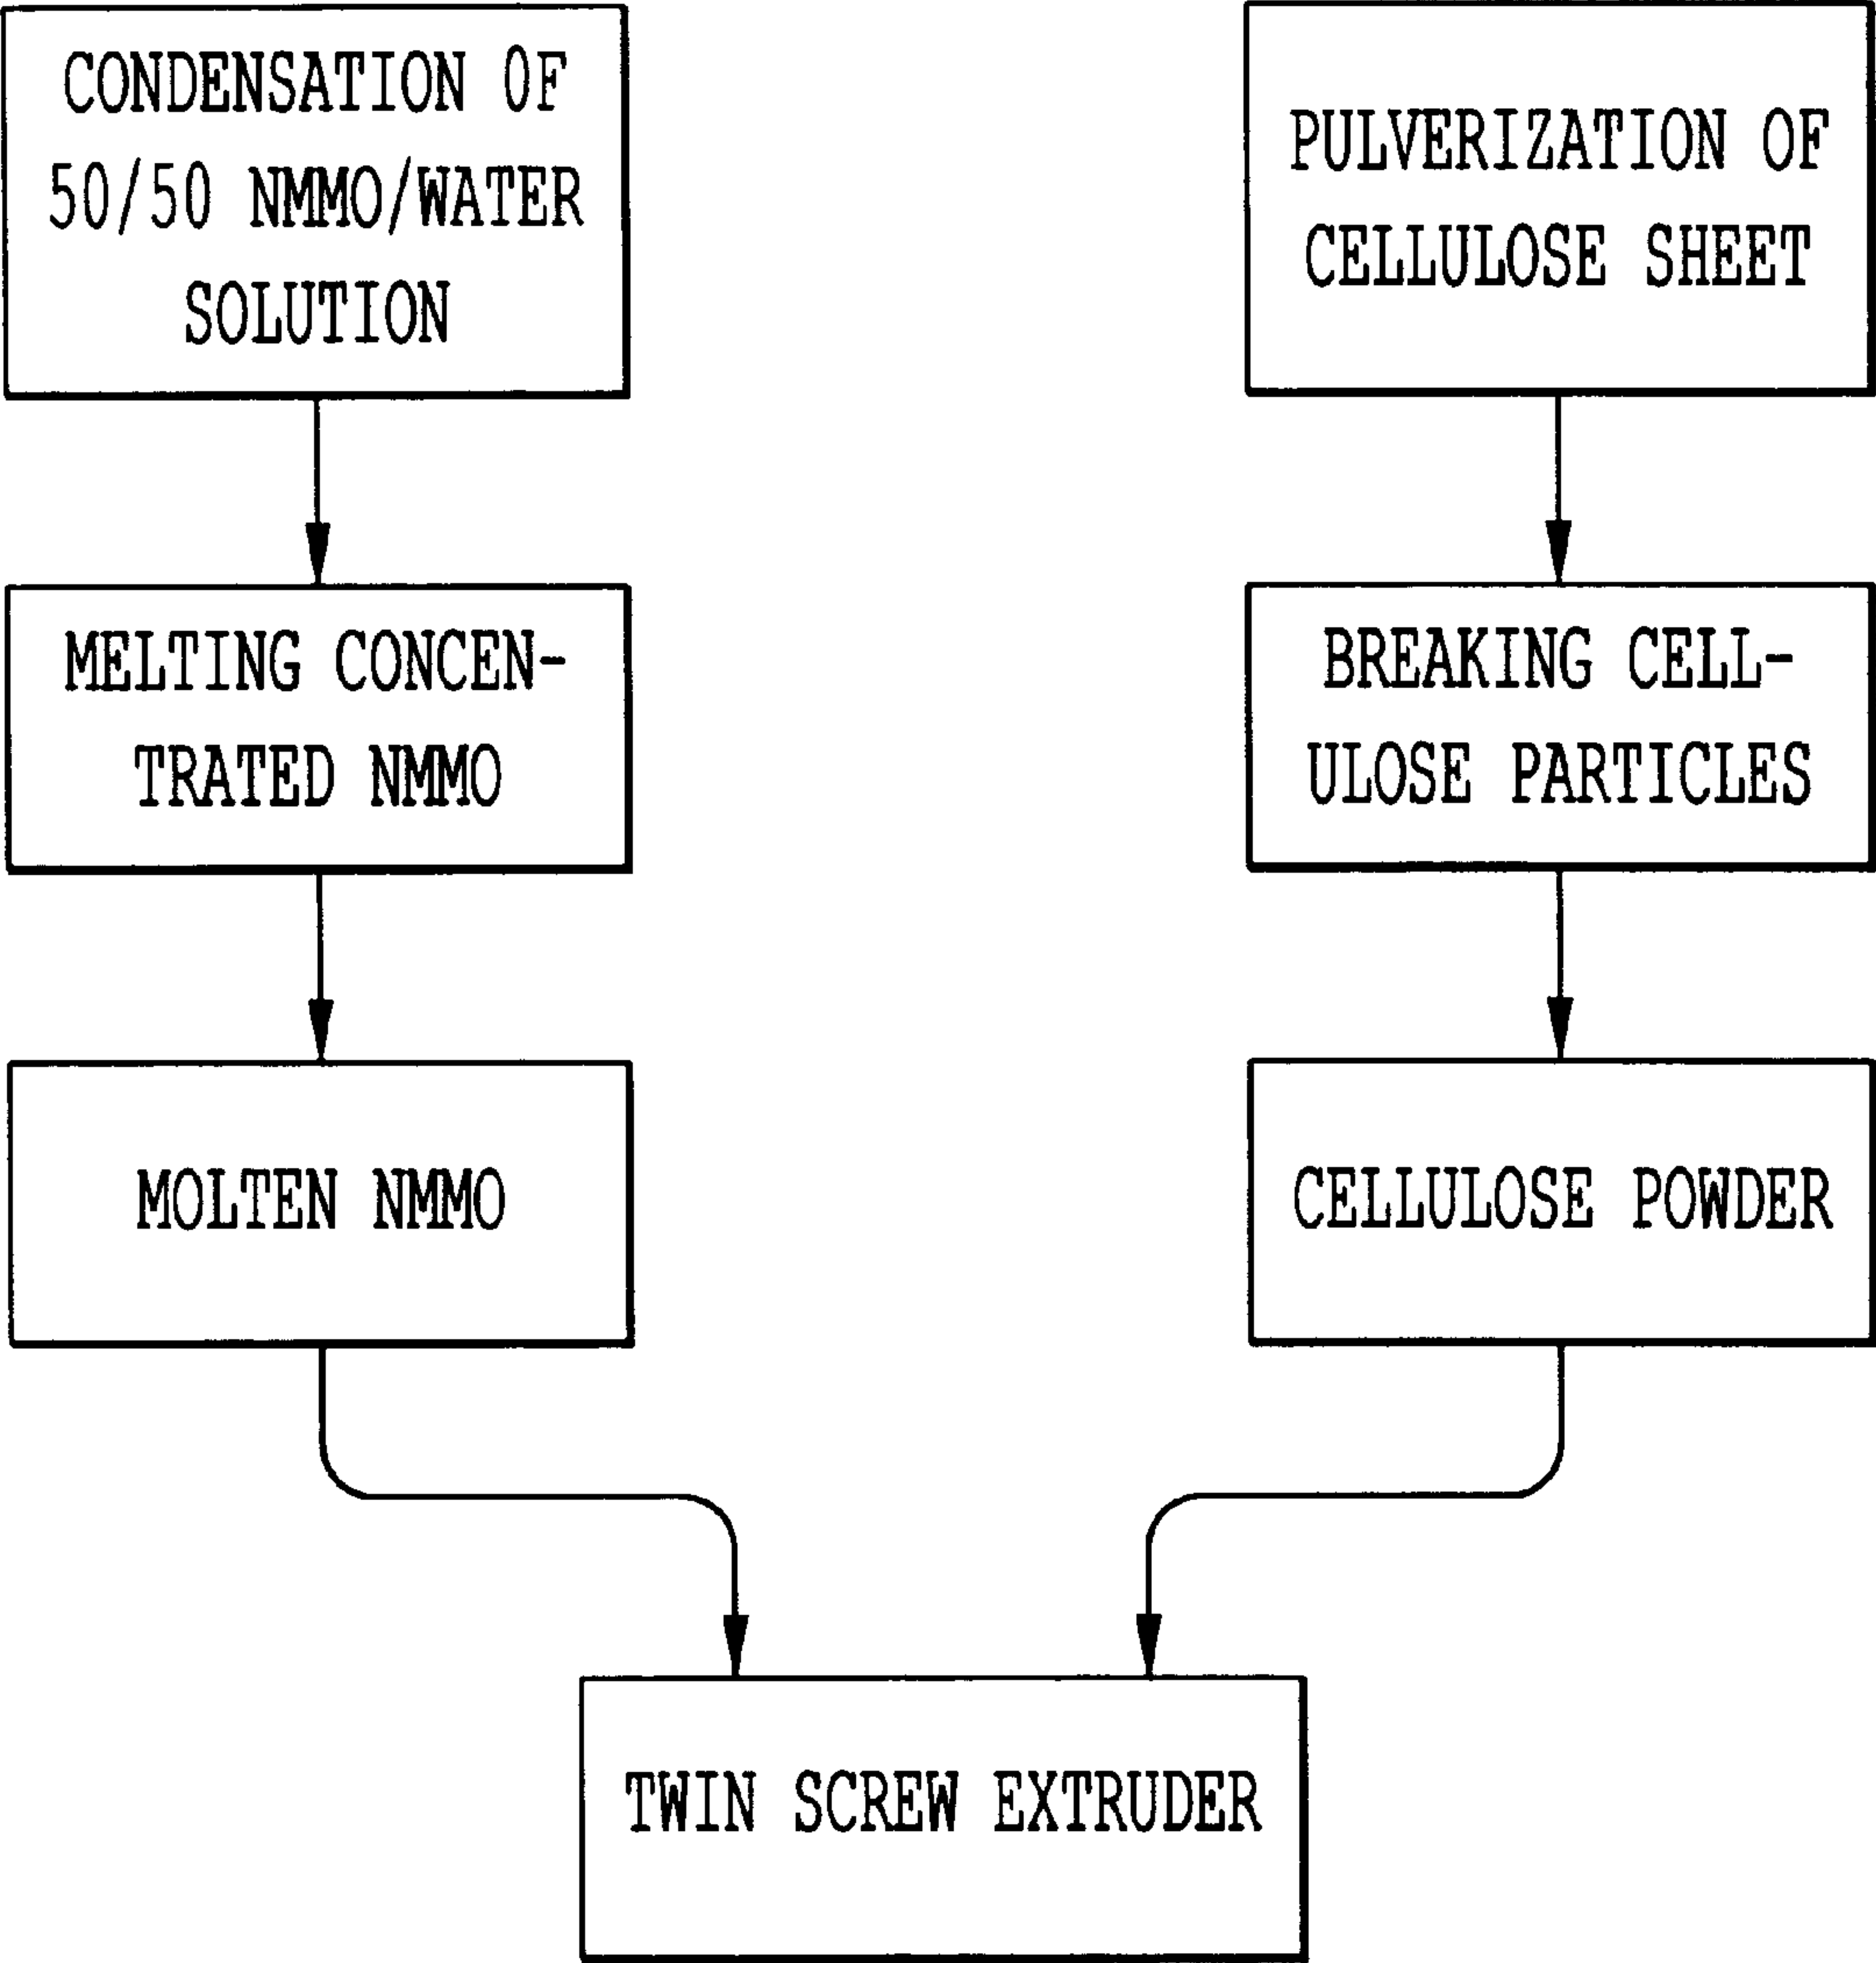 CONDENSATION OF
50/50 NMMO/WATER
SOLUTION
MELTING CONCEN-
TRATED NMMO
MOLTEN NMMO
PULVERIZATION OF
CELLULOSE SHEET
BREAKING CELL-
ULOSE PARTICLES
CELLULOSE POWDER
TWIN SCREW EXTRUDER